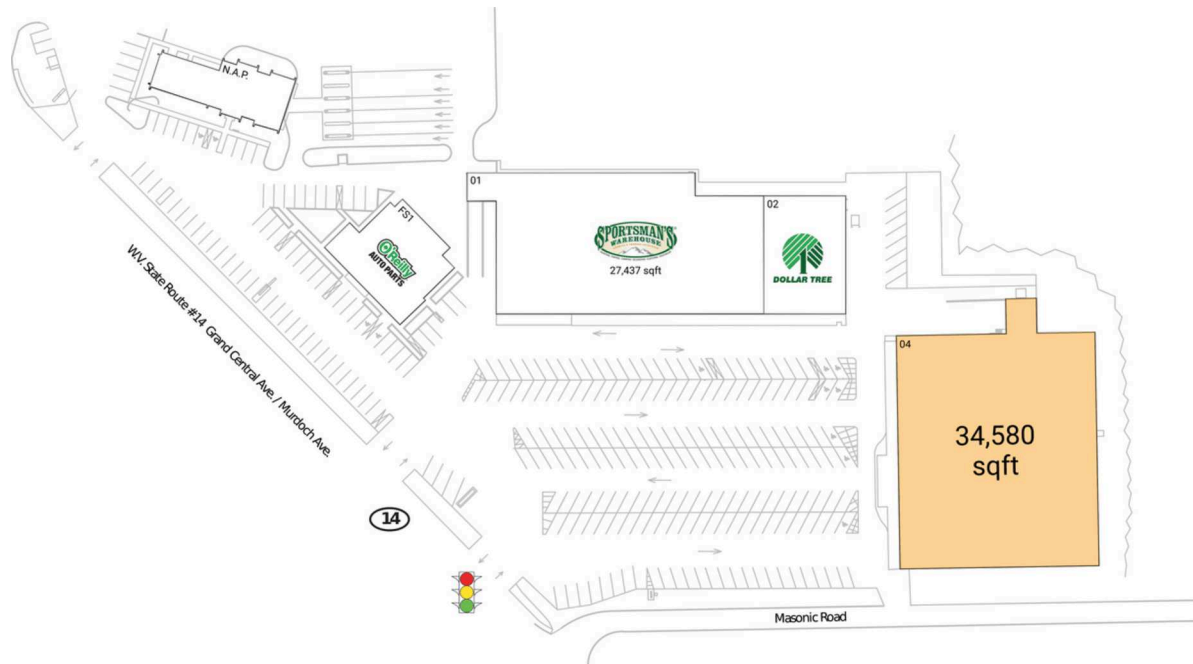 N.A.P.
01
02
FS1
O'Reilly
AUTO PARTS
SPORTSMAN'S
WAREHOUSE
27,437 sqft
DOLLAR TREE
W.V. State Route #14 Grand Central Ave. / Murdoch Ave.
04
34,580
sqft
14
Masonic Road